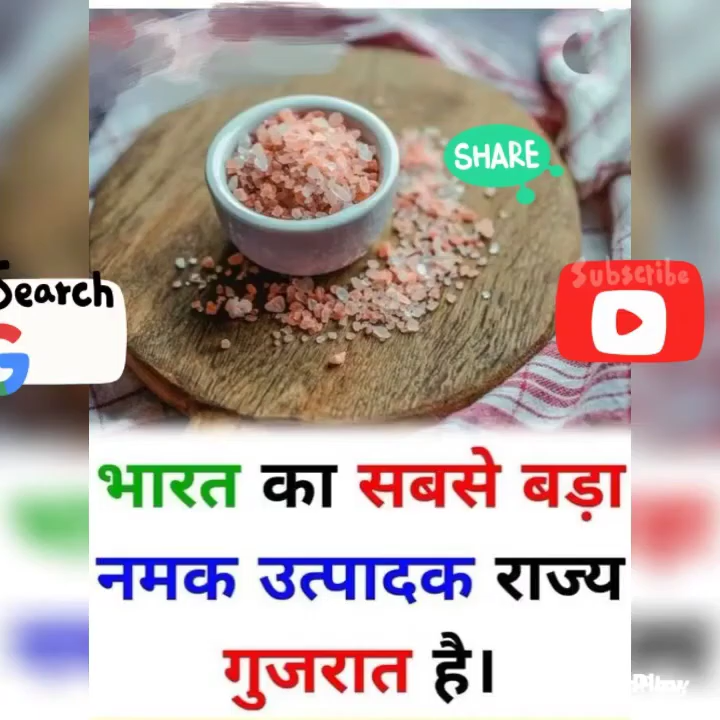 SHARE
Search
Subscribe
भारत का सबसे बड़ा
नमक उत्पादक राज्य
गुजरात है।